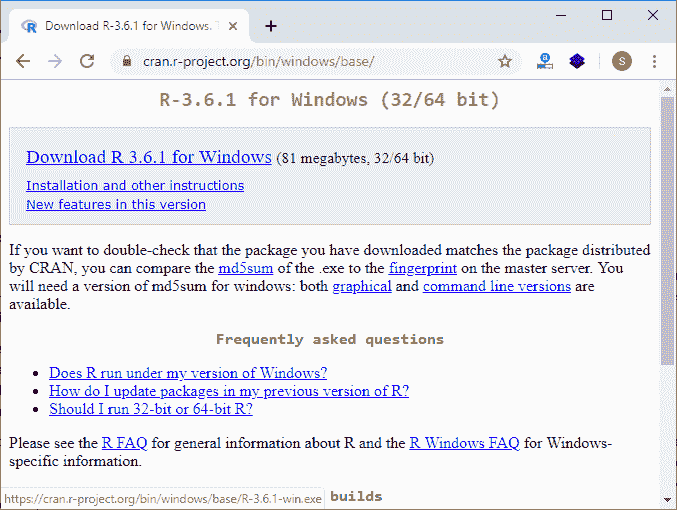 Download R-3.6.1 for Windows. T
cran.r-project.org/bin/windows/base/
a
S
R-3.6.1 for Windows (32/64 bit)
Download R 3.6.1 for Windows (81 megabytes, 32/64 bit)
Installation and other instructions
New features in this version
If you want to double-check that the package you have downloaded matches the package distributed
by CRAN, you can compare the md5sum of the .exe to the fingerprint on the master server. You
will need a version of md5sum for windows: both graphical and command line versions are
available.
Frequently asked questions
Does R run under my version of Windows?
How do I update packages in my previous version of R?
Should I run 32-bit or 64-bit R?
Please see the R FAQ for general information about R and the R Windows FAQ for Windows-
specific information.
https://cran.r-project.org/bin/windows/base/R-3.6.1-win.exe builds